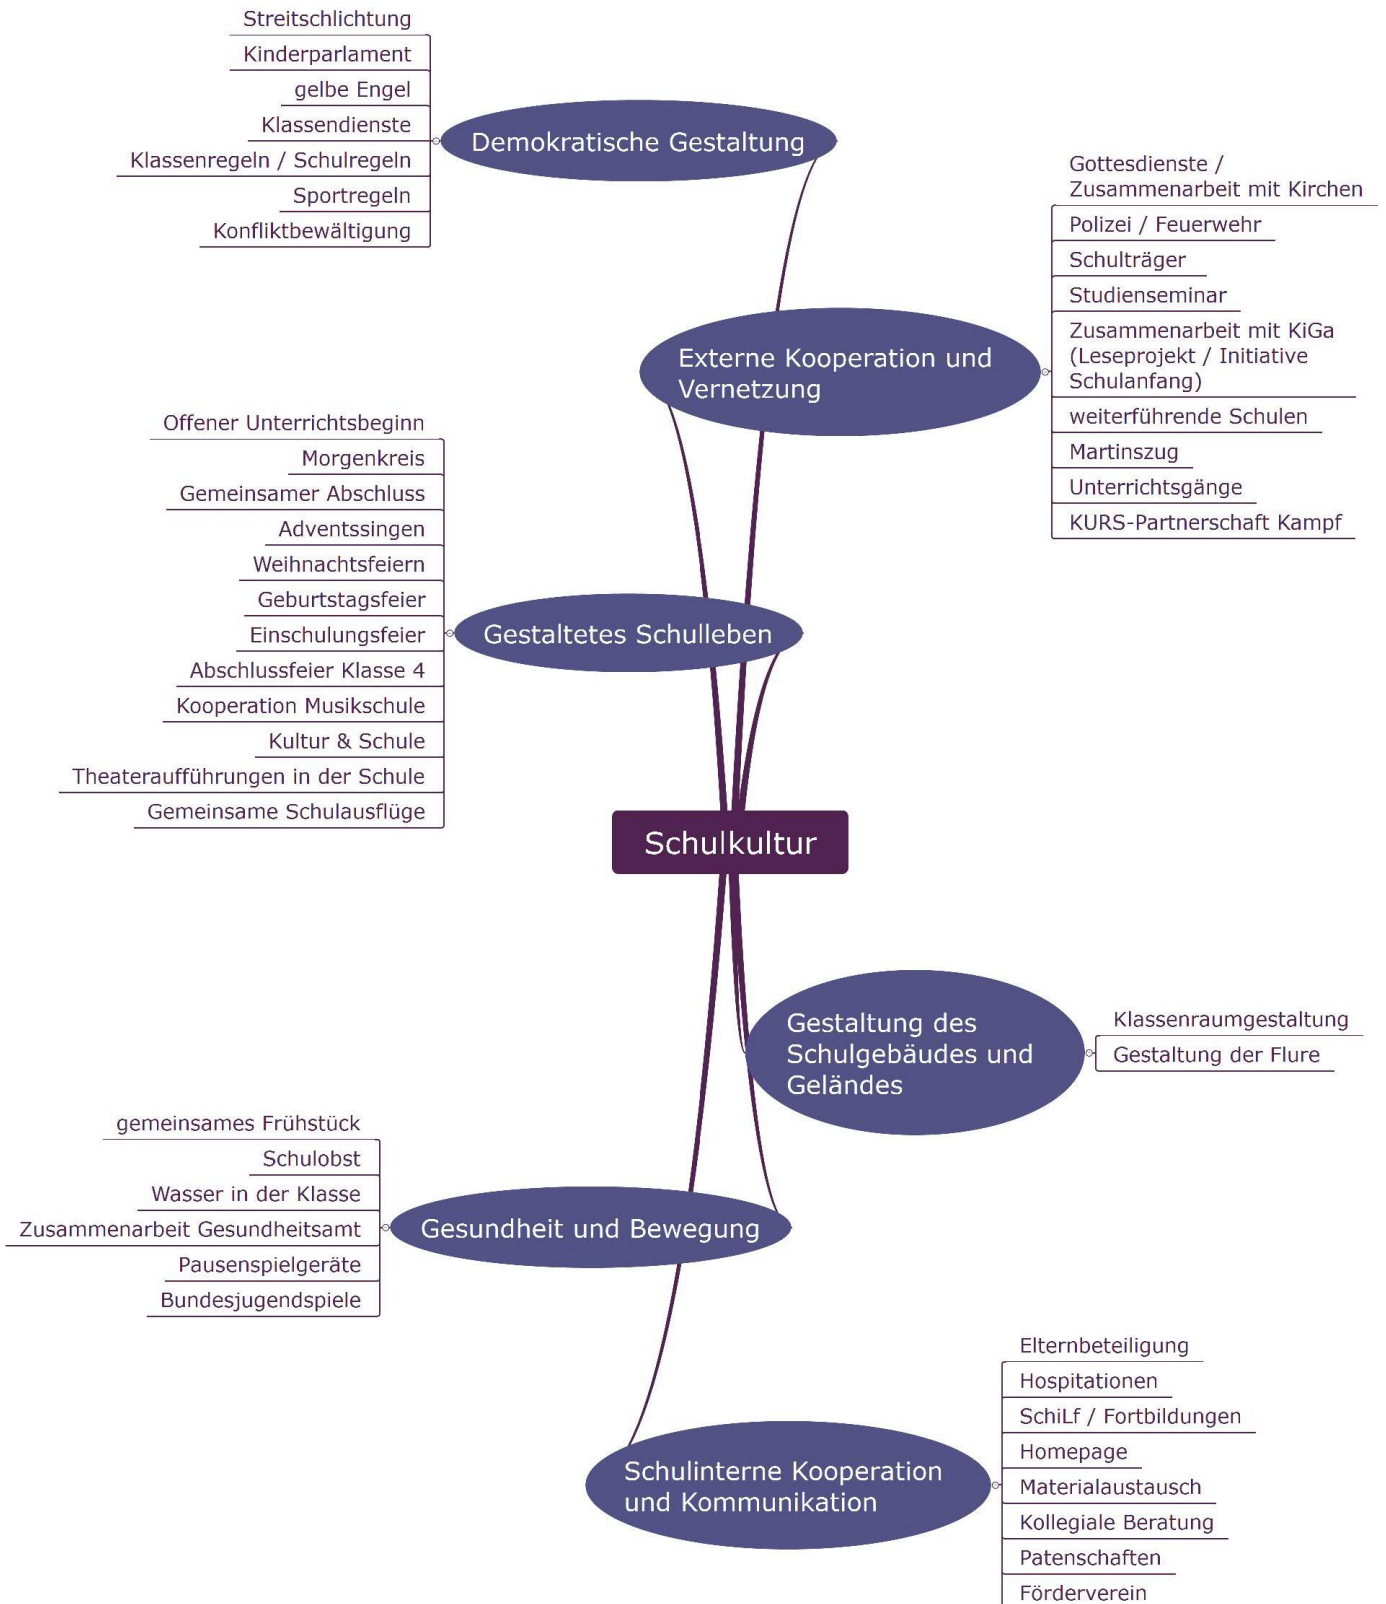 Streitschlichtung
Kinderparlament
gelbe Engel
Klassendienste
Klassenregeln / Schulregeln
Sportregeln
Konfliktbewältigung
Demokratische Gestaltung
Gottesdienste /
Zusammenarbeit mit Kirchen
Polizei / Feuerwehr
Schulträger
Studienseminar
Zusammenarbeit mit KiGa
(Leseprojekt / Initiative
Schulanfang)
weiterführende Schulen
Martinszug
Unterrichtsgänge
KURS-Partnerschaft Kampf
Externe Kooperation und
Vernetzung
Offener Unterrichtsbeginn
Morgenkreis
Gemeinsamer Abschluss
Adventssingen
Weihnachtsfeiern
Geburtstagsfeier
Einschulungsfeier
Abschlussfeier Klasse 4
Kooperation Musikschule
Kultur & Schule
Theateraufführungen in der Schule
Gemeinsame Schulausflüge
Gestaltetes Schulleben
Schulkultur
Gestaltung des
Schulgebäudes und
Geländes
Klassenraumgestaltung
Gestaltung der Flure
gemeinsames Frühstück
Schulobst
Wasser in der Klasse
Zusammenarbeit Gesundheitsamt
Pausenspielgeräte
Bundesjugendspiele
Gesundheit und Bewegung
Schulinterne Kooperation
und Kommunikation
Elternbeteiligung
Hospitationen
SchiLf / Fortbildungen
Homepage
Materialaustausch
Kollegiale Beratung
Patenschaften
Förderverein